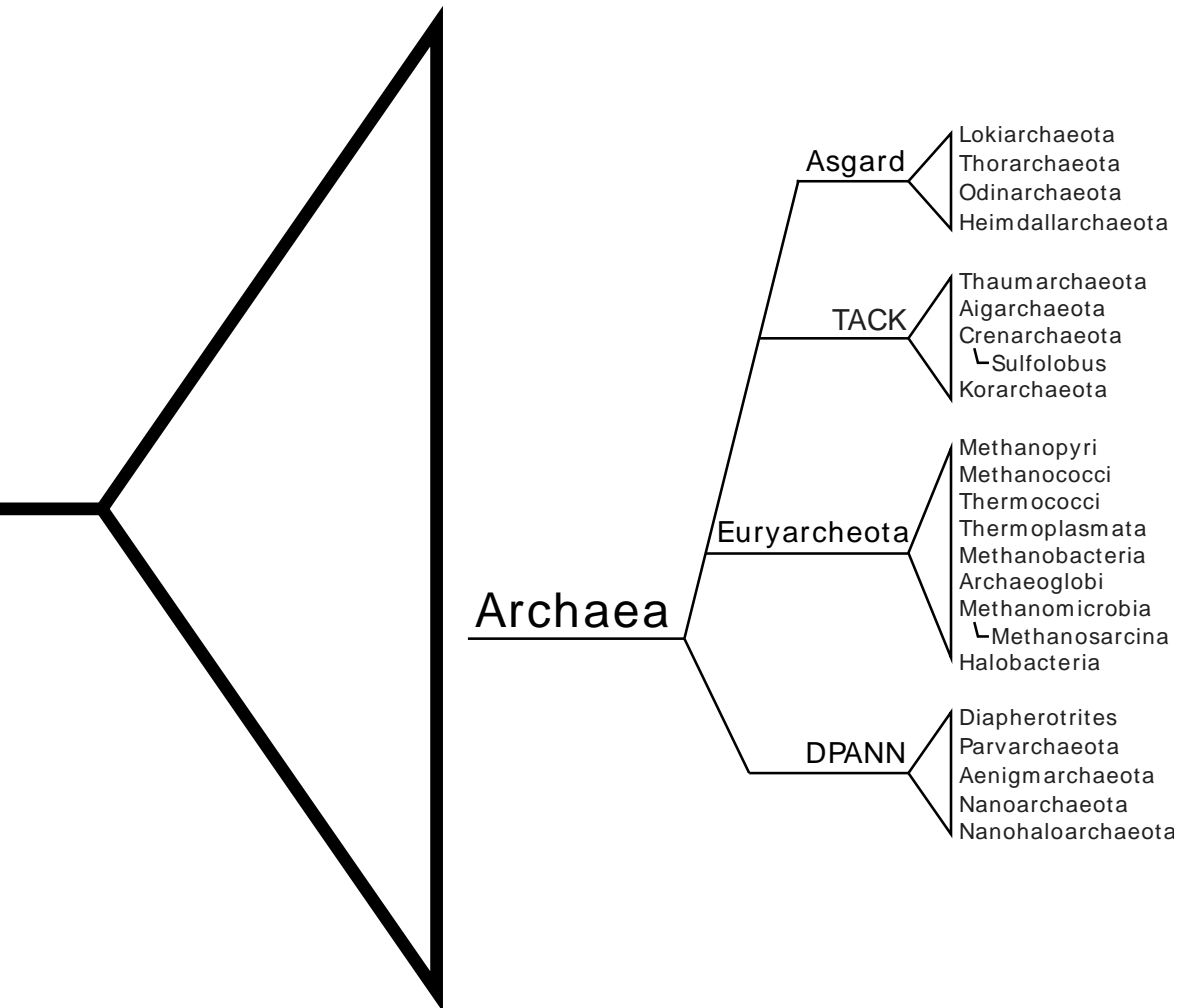 Archaea
Asgard
Lokiarchaeota
Thorarchaeota
Odinarchaeota
Heimdallarchaeota
TACK
Thaumarchaeota
Aigarchaeota
Crenarchaeota
Sulfolobus
Korarchaeota
Euryarcheota
Methanopyri
Methanococci
Thermococci
Thermoplasmata
Methanobacteria
Archaeoglobi
Methanomicrobia
Methanosarcina
Halobacteria
DPANN
Diapherotrites
Parvarchaeota
Aenigmarchaeota
Nanoarchaeota
Nanohaloarchaeota